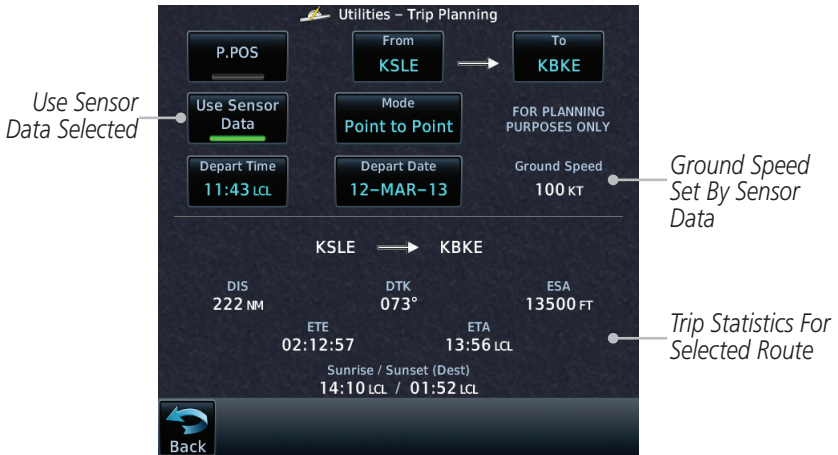 Utilities – Trip Planning
P.POS
From
KSLE
To
KBKE
Use Sensor
Data Selected
Use Sensor
Data
Mode
Point to Point
FOR PLANNING
PURPOSES ONLY
Depart Time
11:43 LCL
Depart Date
12–MAR–13
Ground Speed
100 KT
Ground Speed
Set By Sensor
Data
KSLE
KBKE
DIS
222 NM
DTK
073°
ESA
13500 FT
ETE
02:12:57
ETA
13:56 LCL
Trip Statistics For
Selected Route
Sunrise / Sunset (Dest)
14:10 LCL / 01:52 LCL
Back